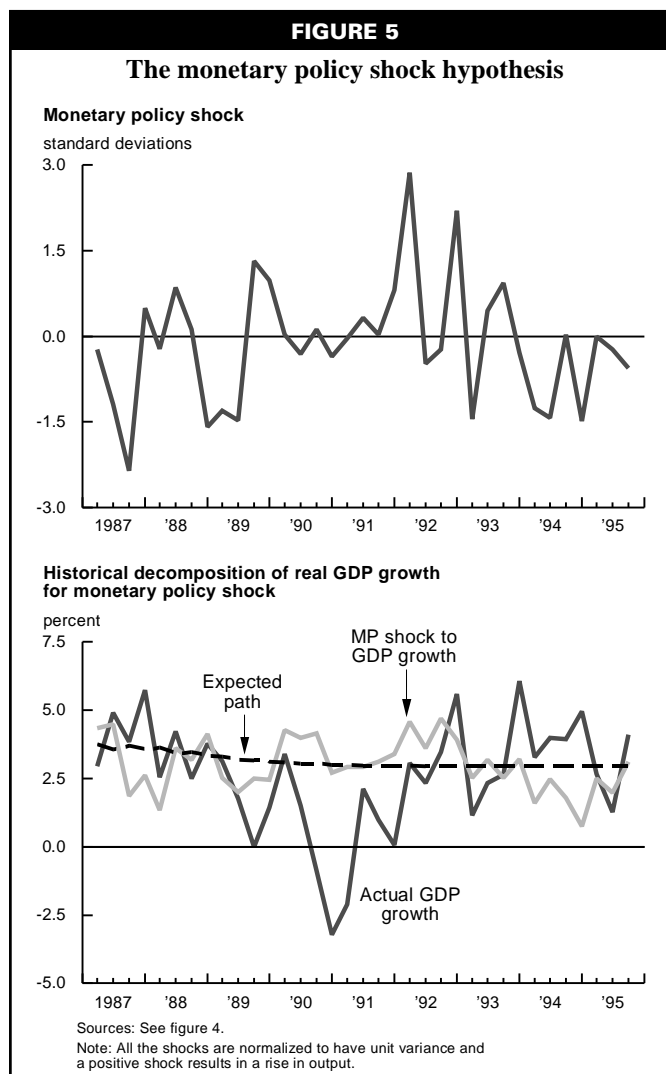 FIGURE 5
The monetary policy shock hypothesis
Monetary policy shock
standard deviations
3.0
1.5
0.0
-1.5
-3.0
1987 '88 '89 '90 '91 '92 '93 '94 '95
Historical decomposition of real GDP growth
for monetary policy shock
percent
7.5
MP shock to
GDP growth
Expected
path
5.0
2.5
0.0
Actual GDP
growth
-2.5
-5.0
1987 '88 '89 '90 '91 '92 '93 '94 '95
Sources: See figure 4.
Note: All the shocks are normalized to have unit variance and
a positive shock results in a rise in output.